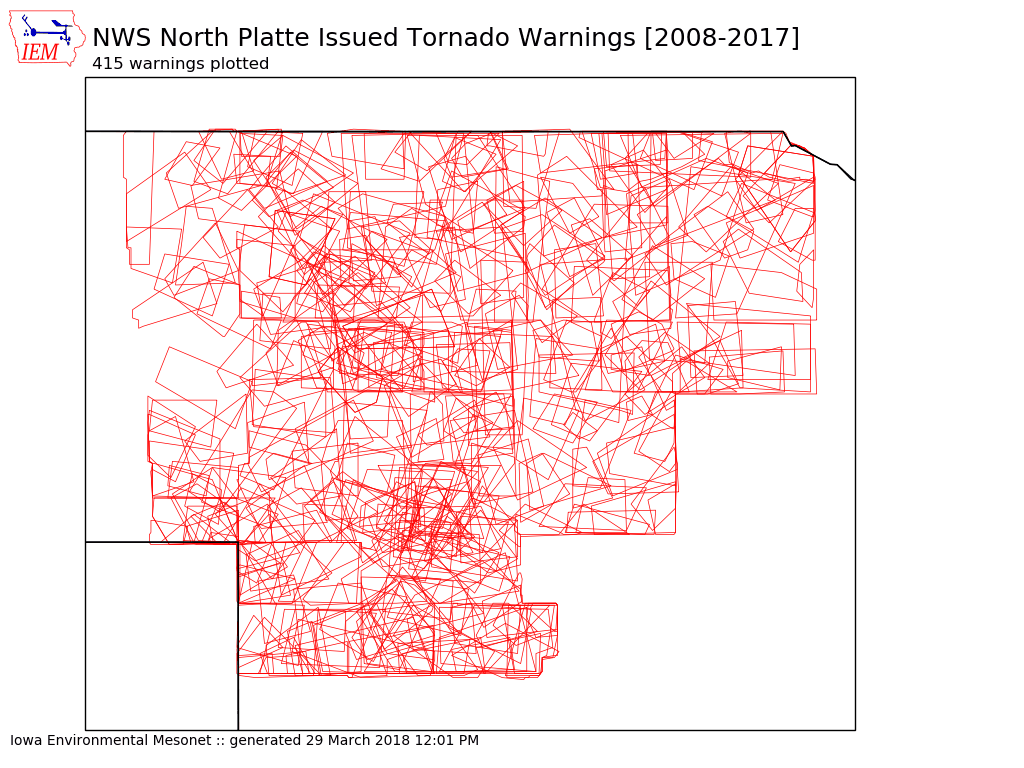 NWS North Platte Issued Tornado Warnings [2008-2017]
415 warnings plotted
IEM
Iowa Environmental Mesonet :: generated 29 March 2018 12:01 PM